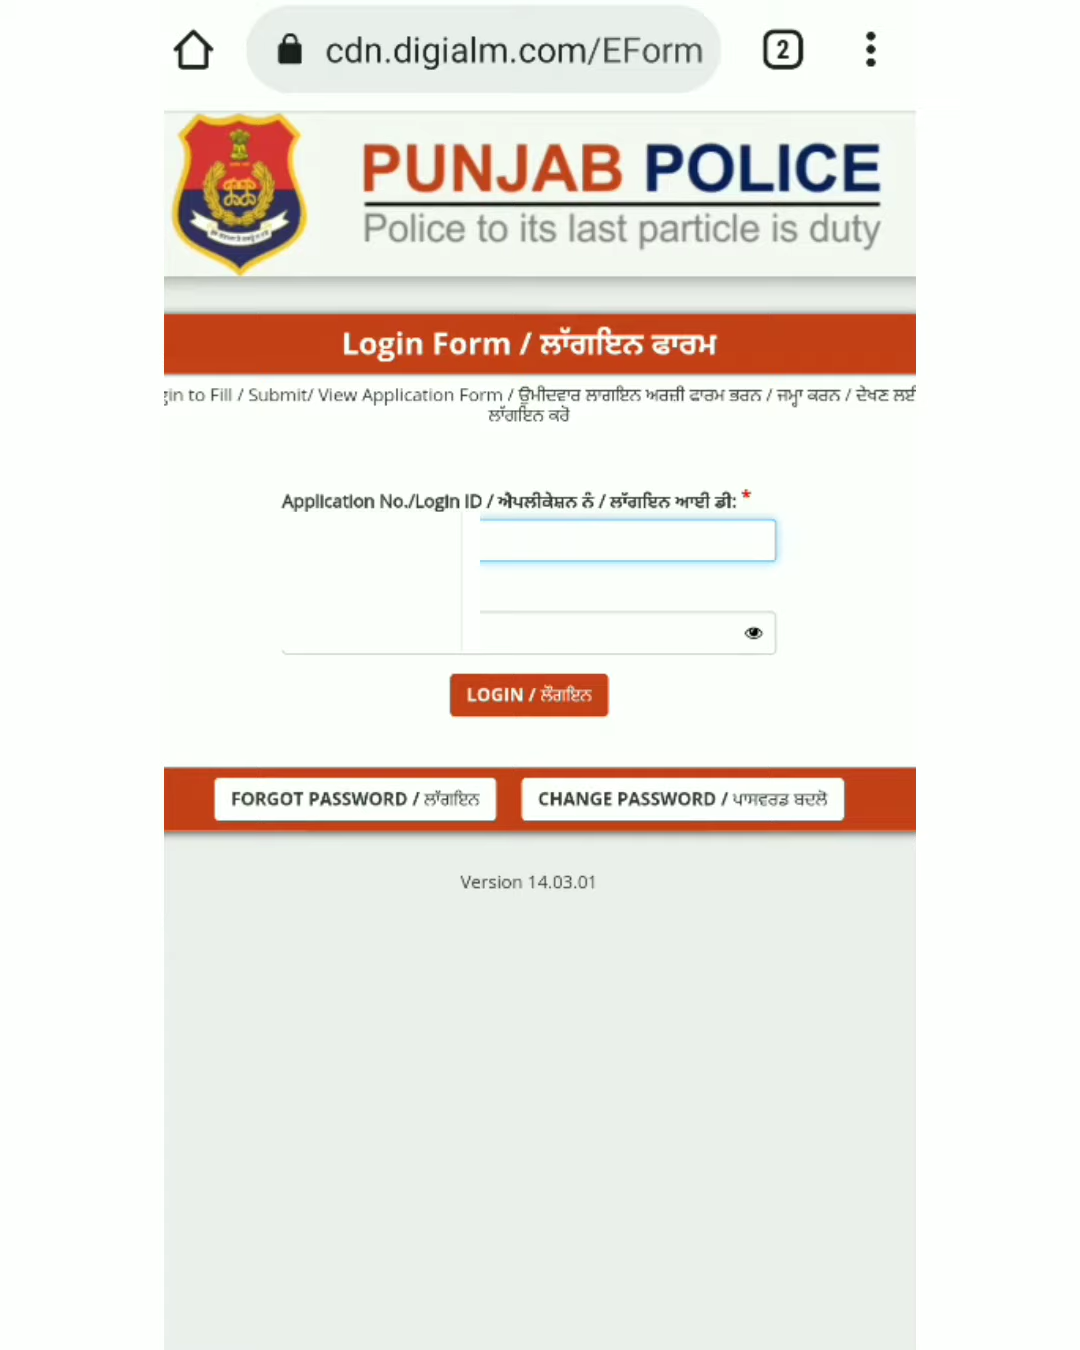 cdn.digialm.com/EForm
2
PUNJAB POLICE
Police to its last particle is duty
Login Form / ਲਾੱਗਇਨ ਫਾਰਮ
gin to Fill / Submit/ View Application Form / ਉਮੀਦਵਾਰ ਲਾਗਇਨ ਅਰਜ਼ੀ ਫਾਰਮ ਭਰਨ / ਜਮ੍ਹਾ ਕਰਨ / ਦੇਖਣ ਲਈ
ਲਾੱਗਇਨ ਕਰੋ
Application No./Login ID / ਐਪਲੀਕੇਸ਼ਨ ਨੰ / ਲਾੱਗਇਨ ਆਈ ਡੀ: *
LOGIN / ਲੌਗਇਨ
FORGOT PASSWORD / ਲਾੱਗਇਨ
CHANGE PASSWORD / ਪਾਸਵਰਡ ਬਦਲੋ
Version 14.03.01